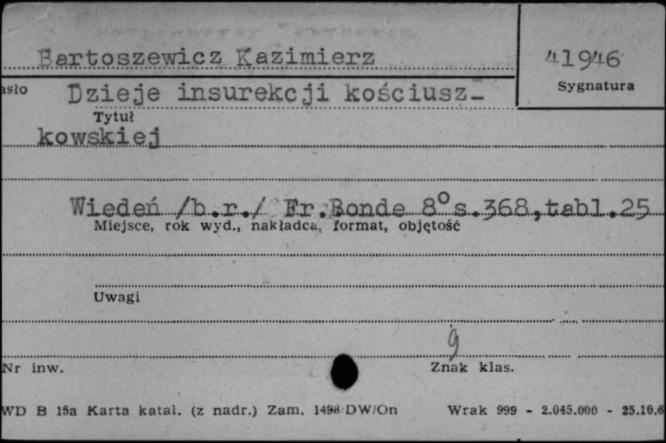 Bartoszewicz Kazimierz
41946
Sygnatura
asło
Dzieje insurekcji kościusz-
Tytuł
kowskiej
Wiedeń /b.r./ Fr.Bonde 8° s.368,tabl.25
Miejsce, rok wyd., nakładca, format, objętość
Uwagi
g
Nr inw.
Znak klas.
WD B 15a Karta katal. (z nadr.) Zam. 1498 DW/On Wrak 999 - 2.045.000 - 25.10.6